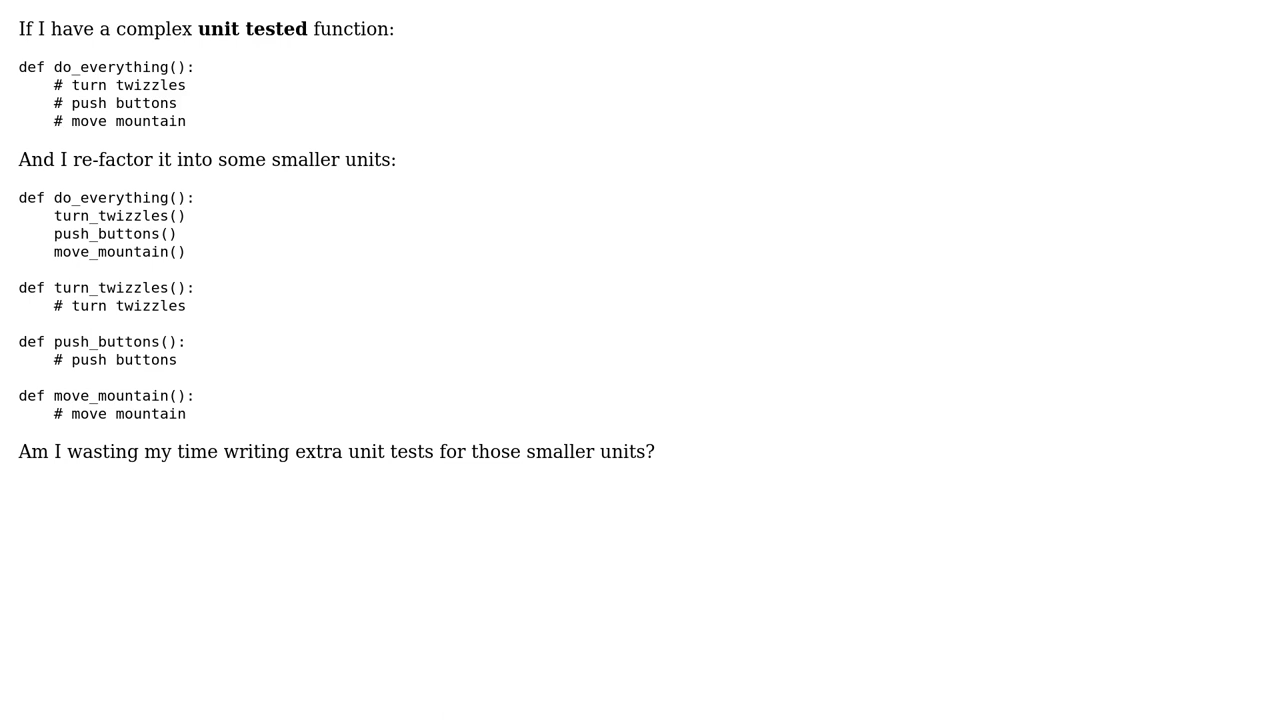 If I have a complex unit tested function:
def do_everything():
    # turn twizzles
    # push buttons
    # move mountain
And I re-factor it into some smaller units:
def do_everything():
    turn_twizzles()
    push_buttons()
    move_mountain()
def turn_twizzles():
    # turn twizzles
def push_buttons():
    # push buttons
def move_mountain():
    # move mountain
Am I wasting my time writing extra unit tests for those smaller units?